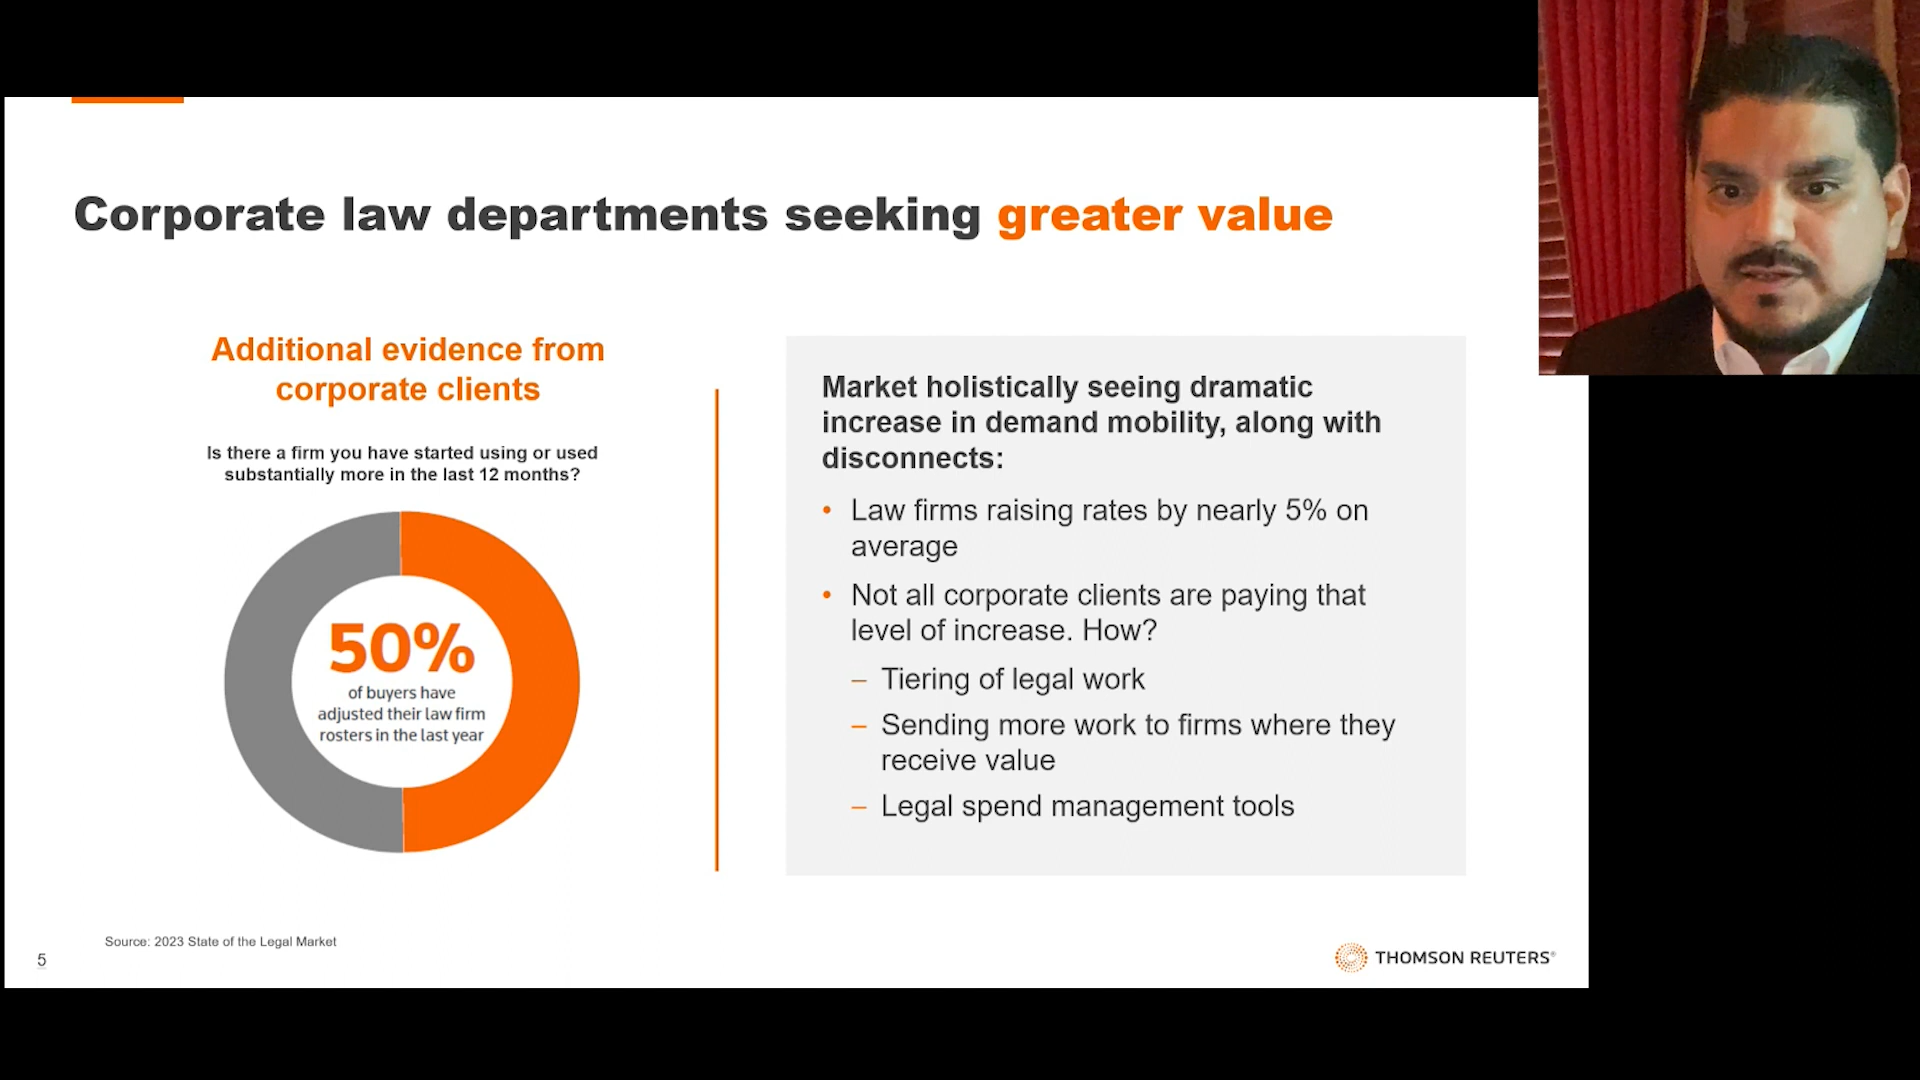 Corporate law departments seeking greater value
Additional evidence from
corporate clients
Is there a firm you have started using or used
substantially more in the last 12 months?
50%
of buyers have
adjusted their law firm
rosters in the last year
Market holistically seeing dramatic
increase in demand mobility, along with
disconnects:
• Law firms raising rates by nearly 5% on
average
• Not all corporate clients are paying that
level of increase. How?
– Tiering of legal work
– Sending more work to firms where they
receive value
– Legal spend management tools
Source: 2023 State of the Legal Market
5
THOMSON REUTERS®